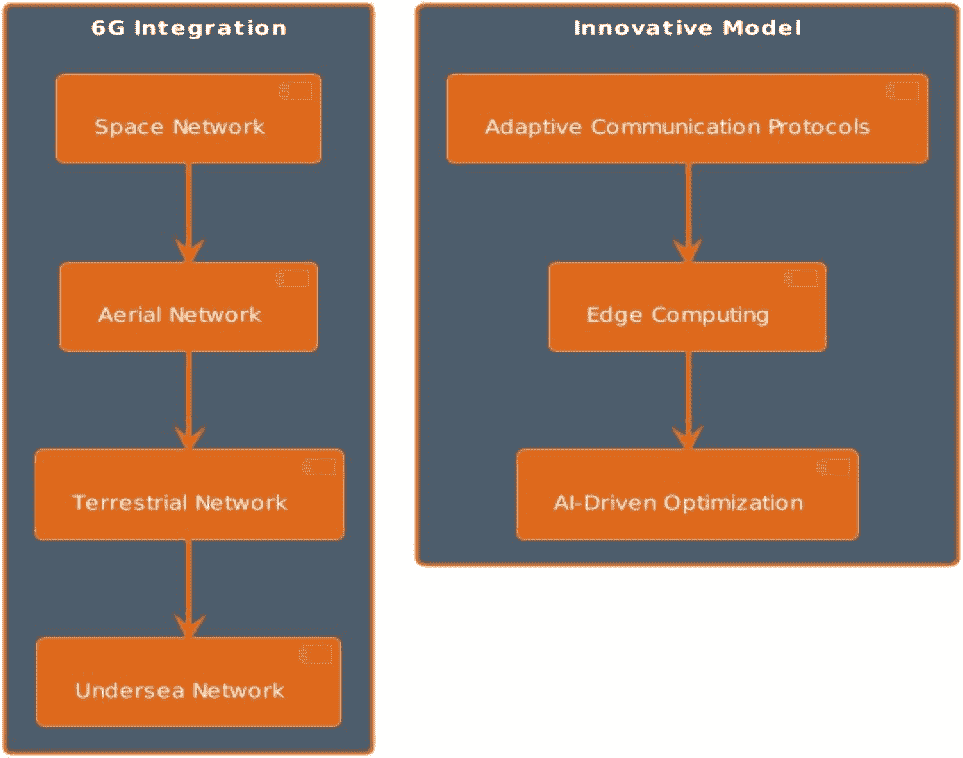 6G Integration
Space Network
Aerial Network
Terrestrial Network
Undersea Network
Innovative Model
Adaptive Communication Protocols
Edge Computing
AI-Driven Optimization